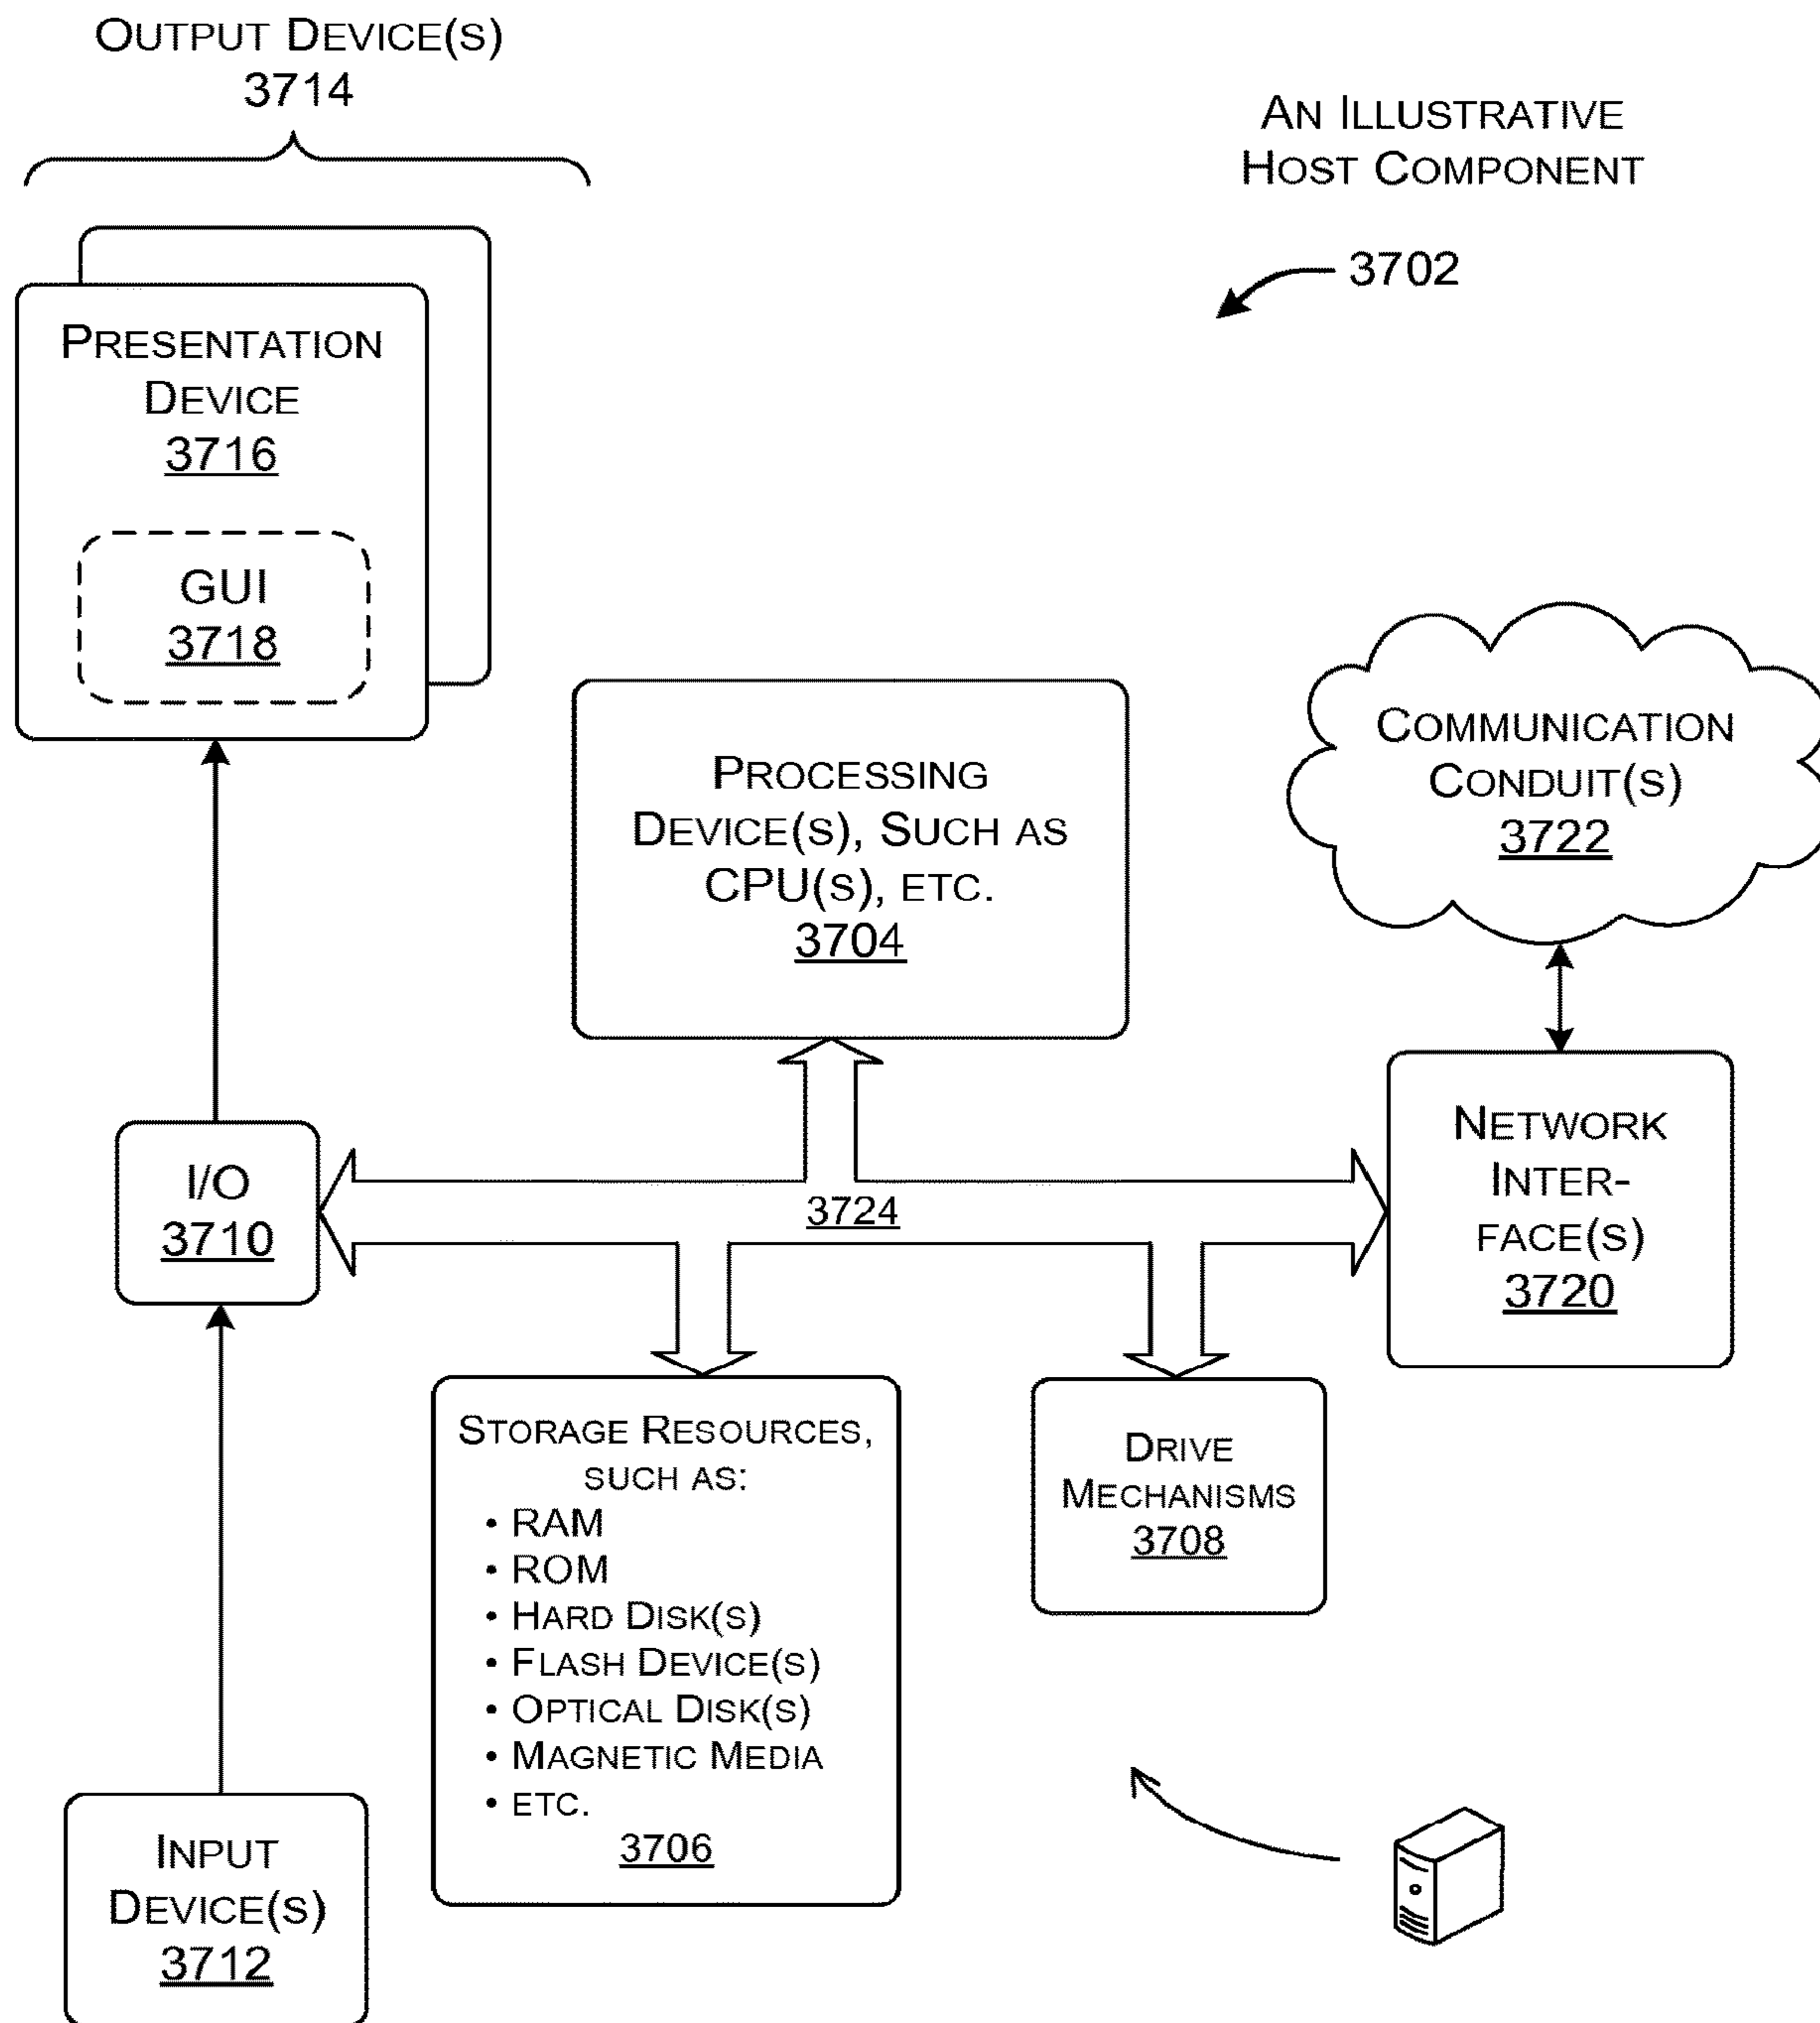 OUTPUT DEVICE(S)
3714
AN ILLUSTRATIVE
HOST COMPONENT
3702
PRESENTATION
DEVICE
3716
GUI
3718
PROCESSING
DEVICE(S), SUCH AS
CPU(S), ETC.
3704
COMMUNICATION
CONDUIT(S)
3722
I/O
3710
3724
NETWORK
INTER-
FACE(S)
3720
STORAGE RESOURCES,
SUCH AS:
• RAM
• ROM
• HARD DISK(S)
• FLASH DEVICE(S)
• OPTICAL DISK(S)
• MAGNETIC MEDIA
• ETC.
3706
DRIVE
MECHANISMS
3708
INPUT
DEVICE(S)
3712